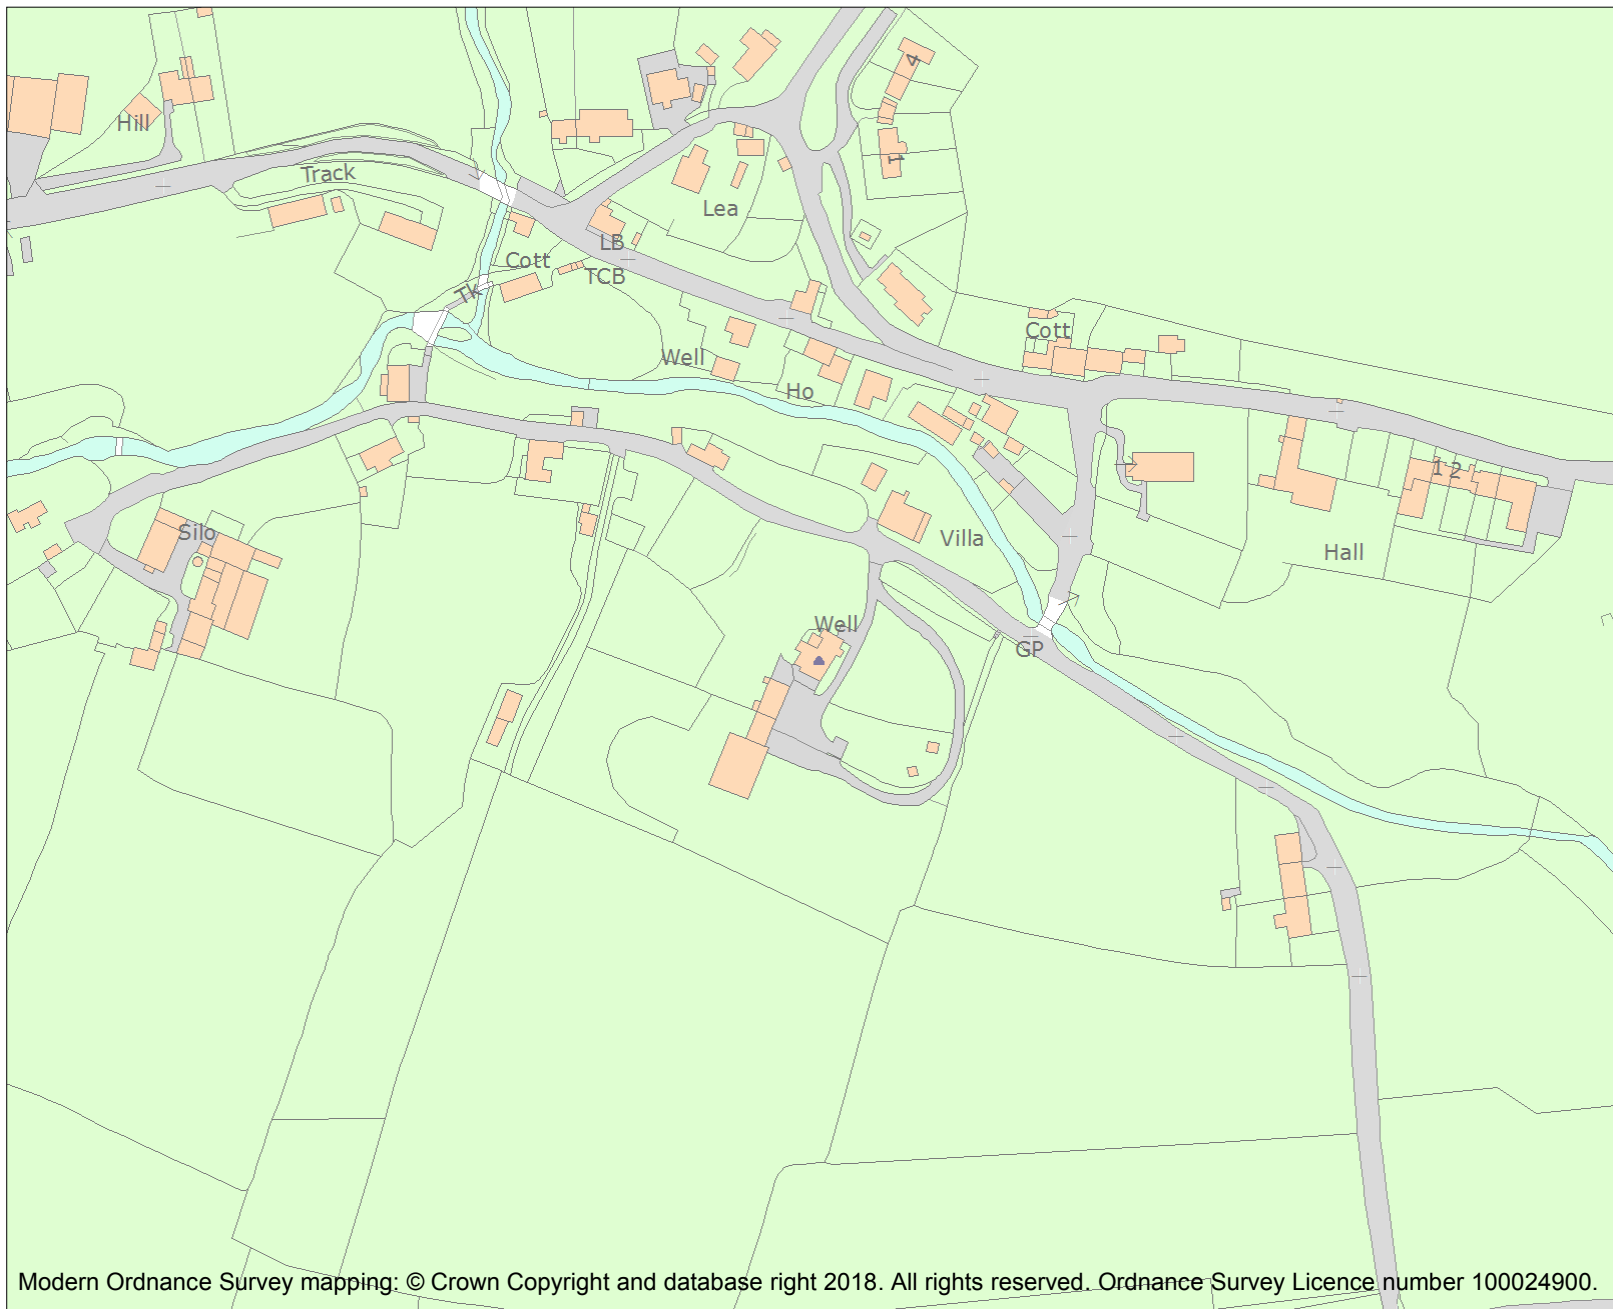 4
Hill
1
Track
Lea
LB
Cott
TCB
TK
Cott
Well
Ho
1 2
Silo
Villa
Hall
Well
GP
Modern Ordnance Survey mapping: © Crown Copyright and database right 2018. All rights reserved. Ordnance Survey Licence number 100024900.